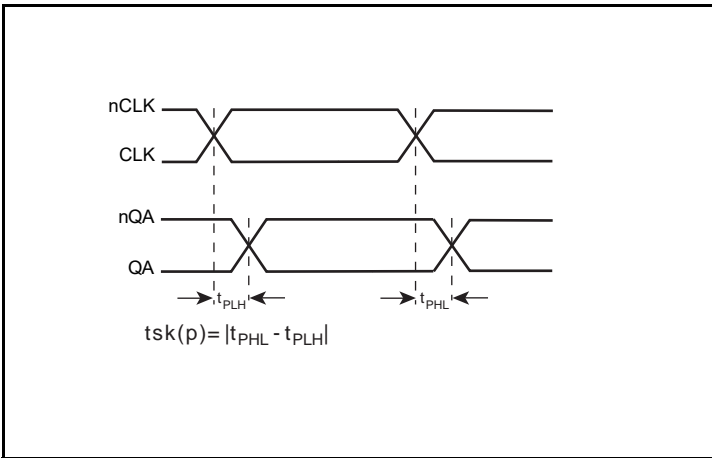 nCLK
CLK
nQA
QA
tPLH
tPHL
tsk(p)= |tPHL - tPLH|